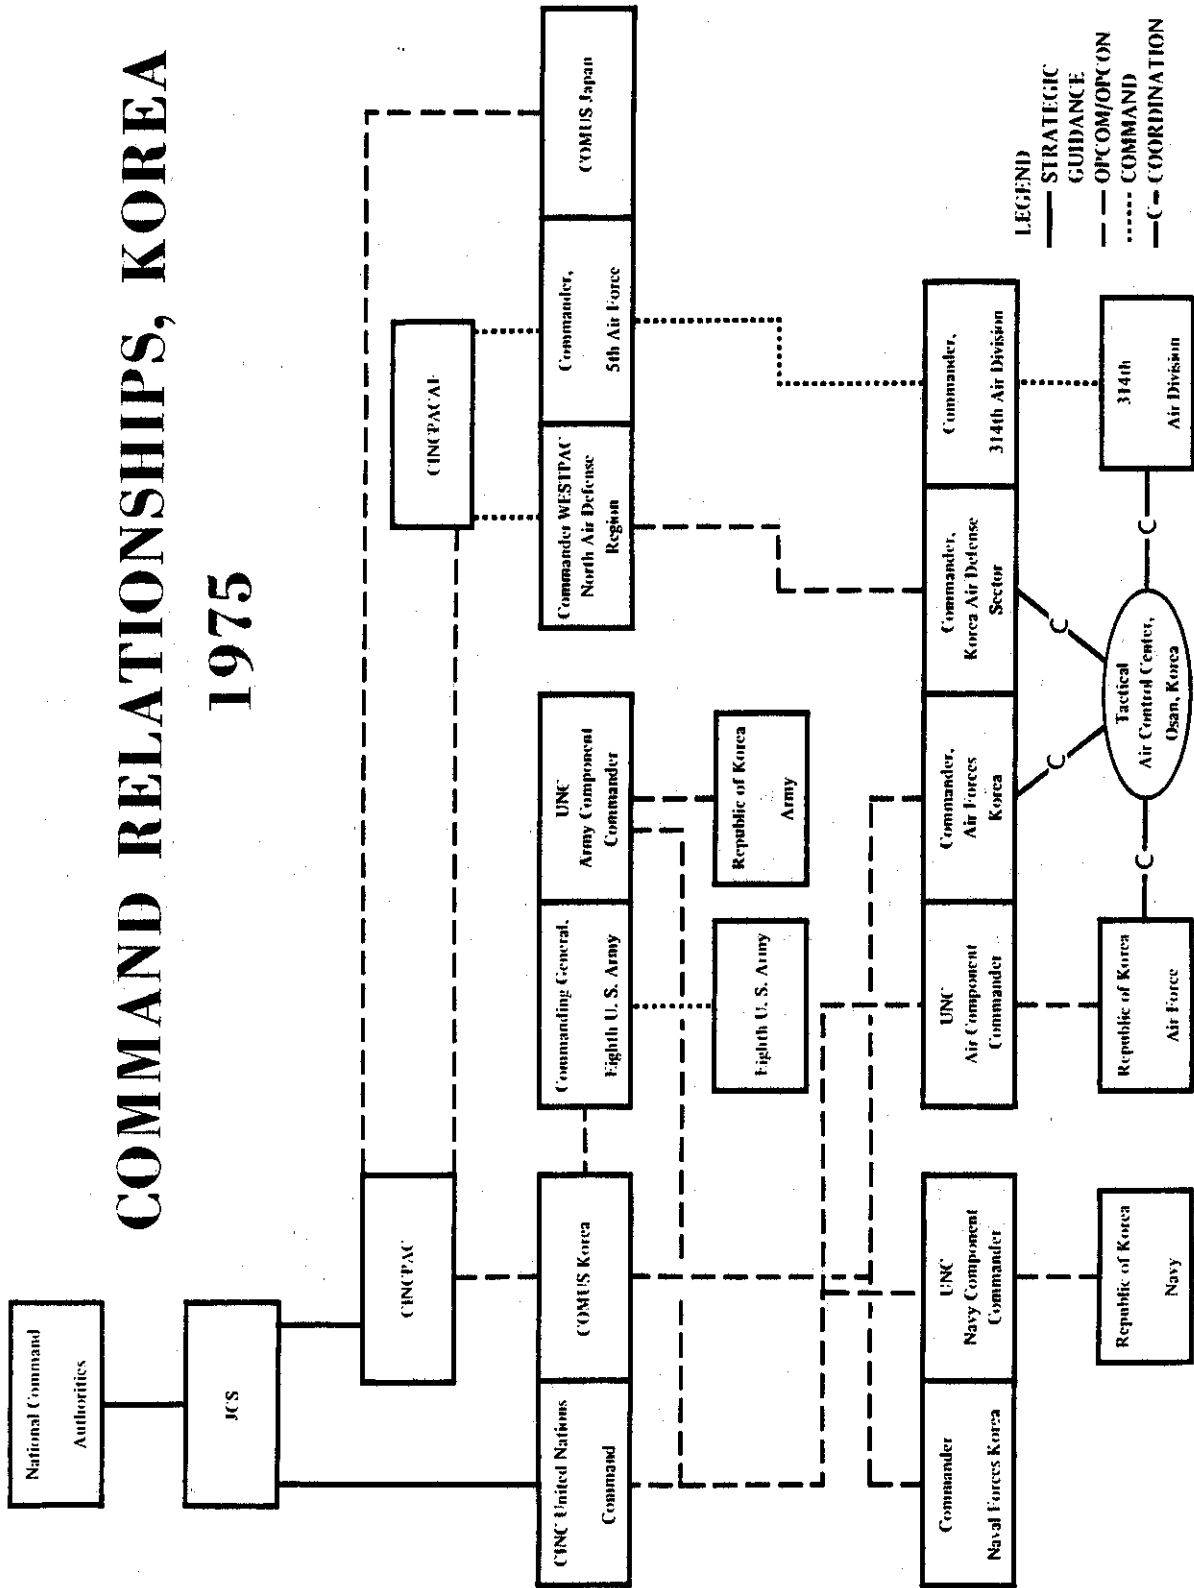 COMMAND RELATIONSHIPS, KOREA
1975
National Command
Authorities
JCS
CINCPAC
CINCPACAF
CINC United Nations
Command
COMUS Korea
Commanding General,
Eighth U. S. Army
UNC
Army Component
Commander
Commander WESTPAC
North Air Defense
Region
Commander,
5th Air Force
COMUS Japan
Eighth U. S. Army
Republic of Korea
Army
Commander
Naval Forces Korea
UNC
Navy Component
Commander
UNC
Air Component
Commander
Commander,
Air Forces
Korea
Commander,
Korea Air Defense
Sector
Commander,
314th Air Division
Republic of Korea
Navy
Republic of Korea
Air Force
C
C
C
C
Tactical
Air Control Center,
Osan, Korea
314th
Air Division
LEGEND
STRATEGIC
GUIDANCE
OPCOM/OPCON
COMMAND
C COORDINATION